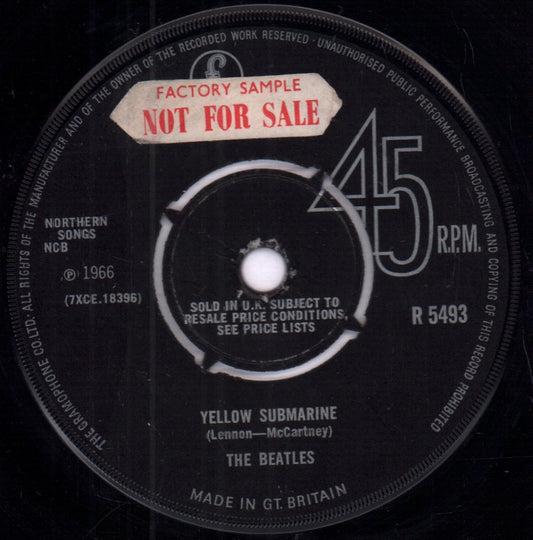 THE GRAMOPHONE CO. LTD. ALL RIGHTS OF THE MANUFACTURER AND OF THE OWNER OF THE RECORDED WORK RESERVED · UNAUTHORISED PUBLIC PERFORMANCE BROADCASTING AND COPYING OF THIS RECORD PROHIBITED
£
FACTORY SAMPLE
NOT FOR SALE
45
R.P.M.
NORTHERN
SONGS
NCB
℗ 1966
(7XCE.18396)
SOLD IN U.K. SUBJECT TO
RESALE PRICE CONDITIONS,
SEE PRICE LISTS
R 5493
YELLOW SUBMARINE
(Lennon—McCartney)
THE BEATLES
MADE IN GT. BRITAIN